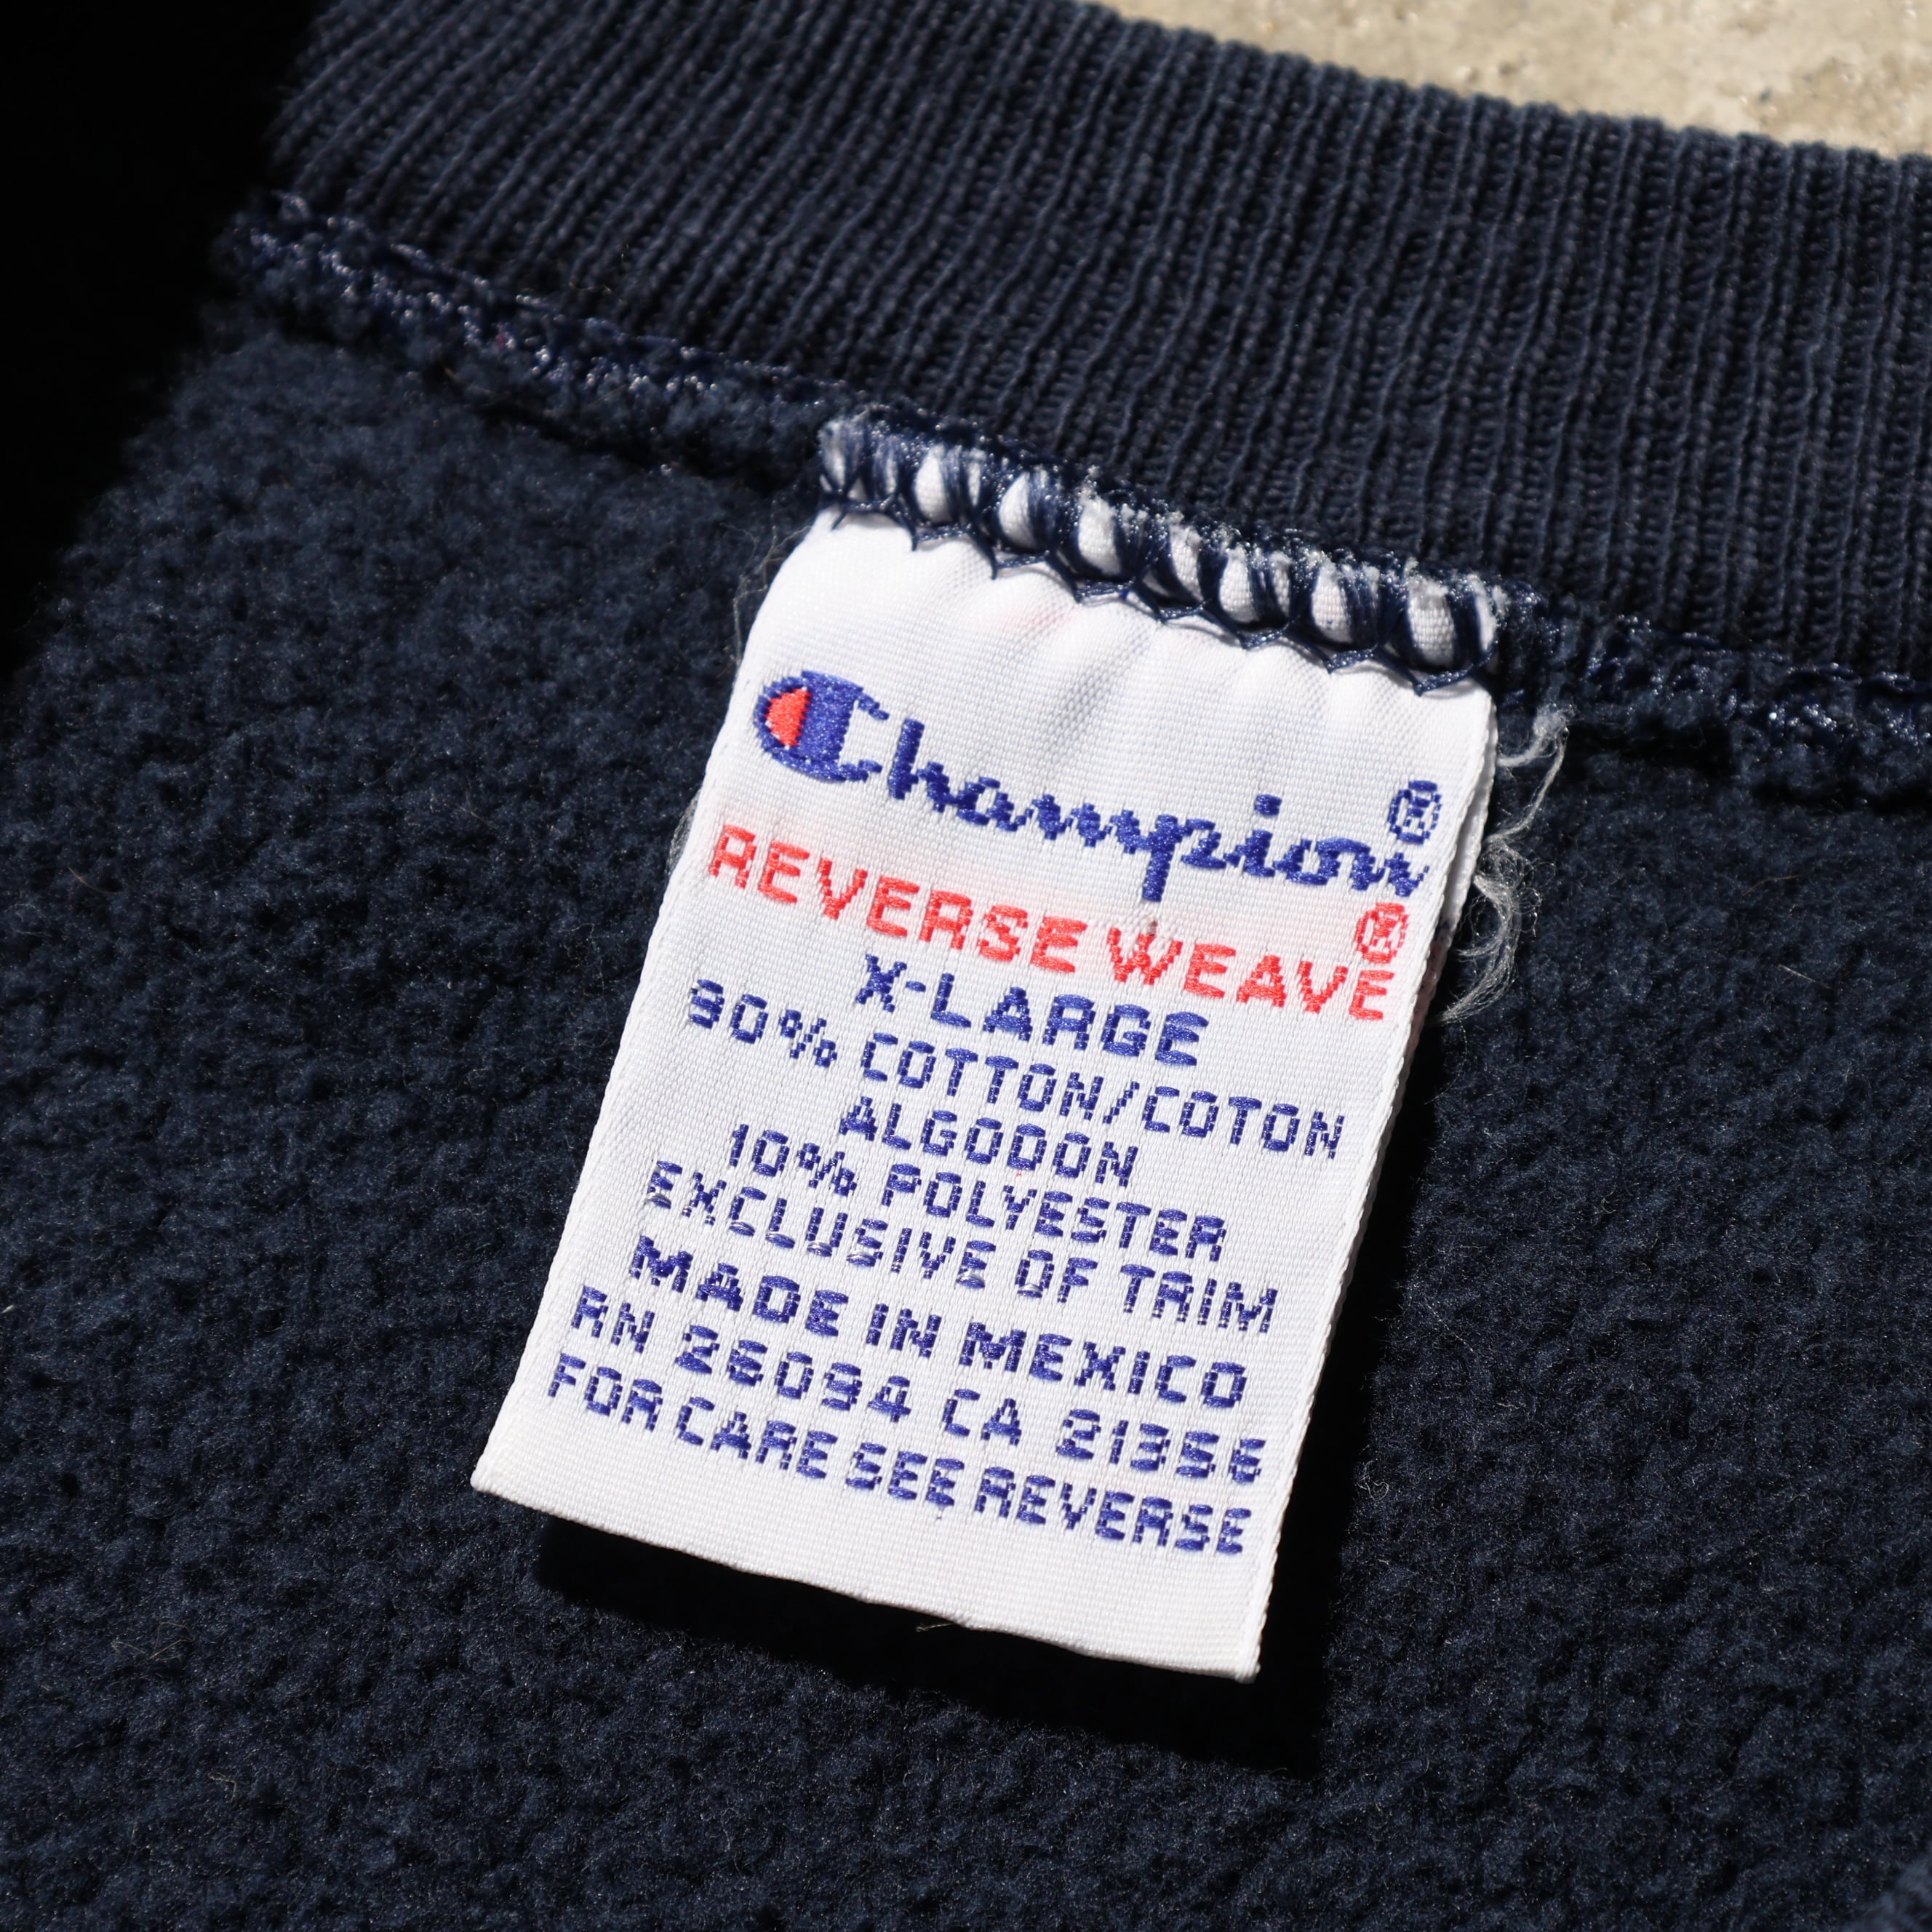 Champion®
REVERSE WEAVE®
X-LARGE
90% COTTON/COTON
ALGODON
10% POLYESTER
EXCLUSIVE OF TRIM
MADE IN MEXICO
RN 26094 CA 21356
FOR CARE SEE REVERSE